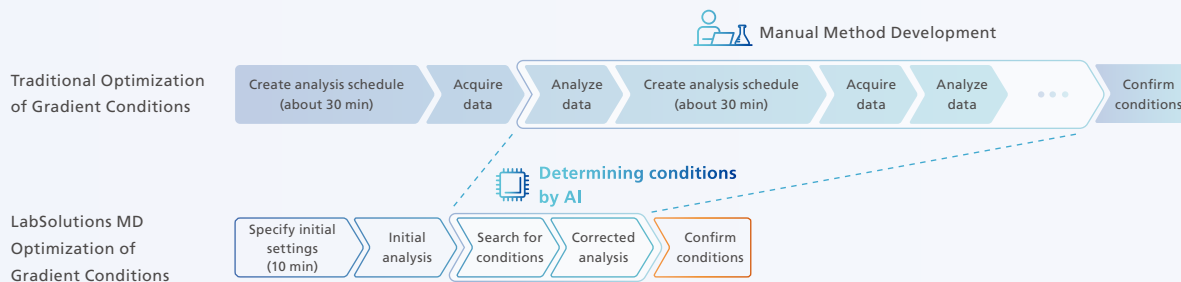 Manual Method Development
Traditional Optimization
of Gradient Conditions
Create analysis schedule
(about 30 min)
Acquire
data
Analyze
data
Create analysis schedule
(about 30 min)
Acquire
data
Analyze
data
Confirm
conditions
Determining conditions
by AI
LabSolutions MD
Optimization of
Gradient Conditions
Specify initial
settings
(10 min)
Initial
analysis
Search for
conditions
Corrected
analysis
Confirm
conditions